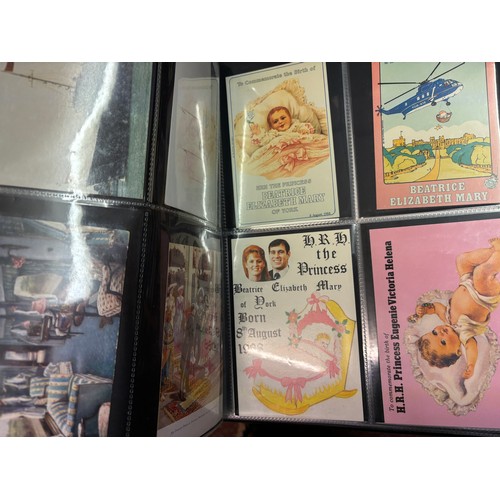 To Commemorate the Birth of
HRH THE PRINCESS
BEATRICE
ELIZABETH MARY
OF YORK
BEATRICE
ELIZABETH MARY
H.R.H
the
Princess
Beatrice Elizabeth Mary
of York
Born
8th August
To commemorate the birth of
H.R.H. Princess Eugenie Victoria Helena